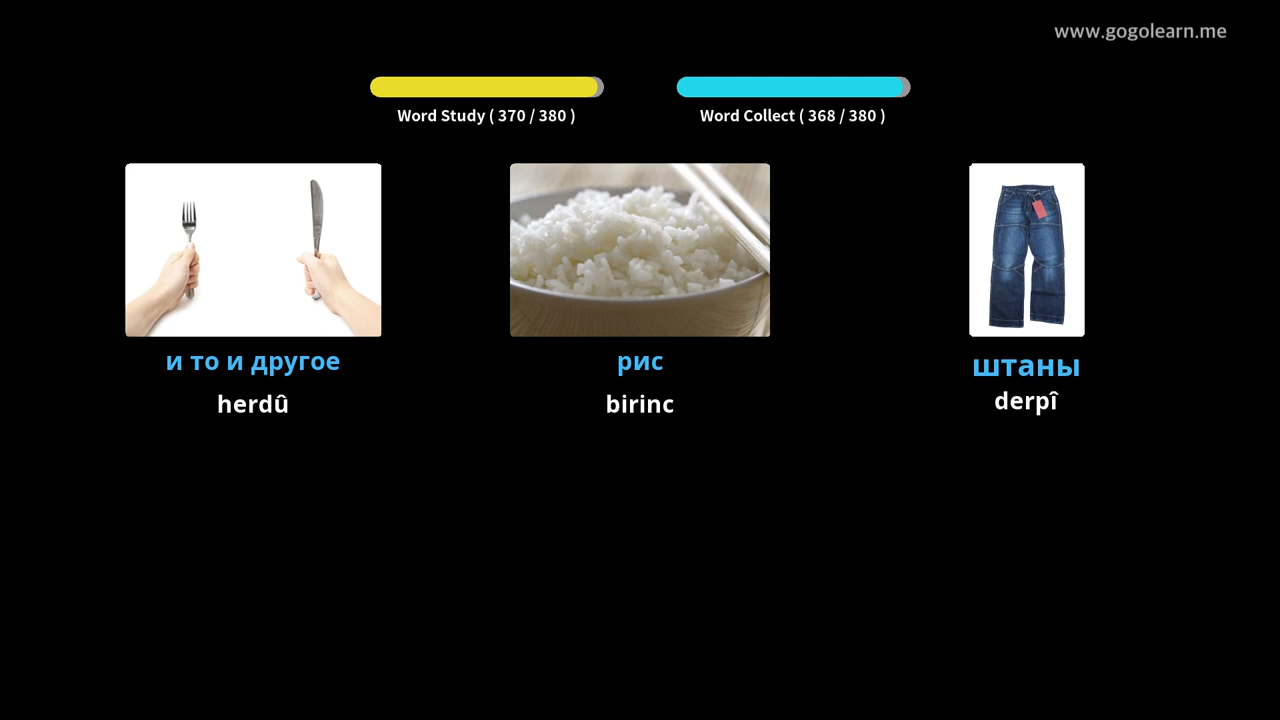 www.gogolearn.me
Word Study ( 370 / 380 )
Word Collect ( 368 / 380 )
и то и другое
herdû
рис
birinc
штаны
derpî